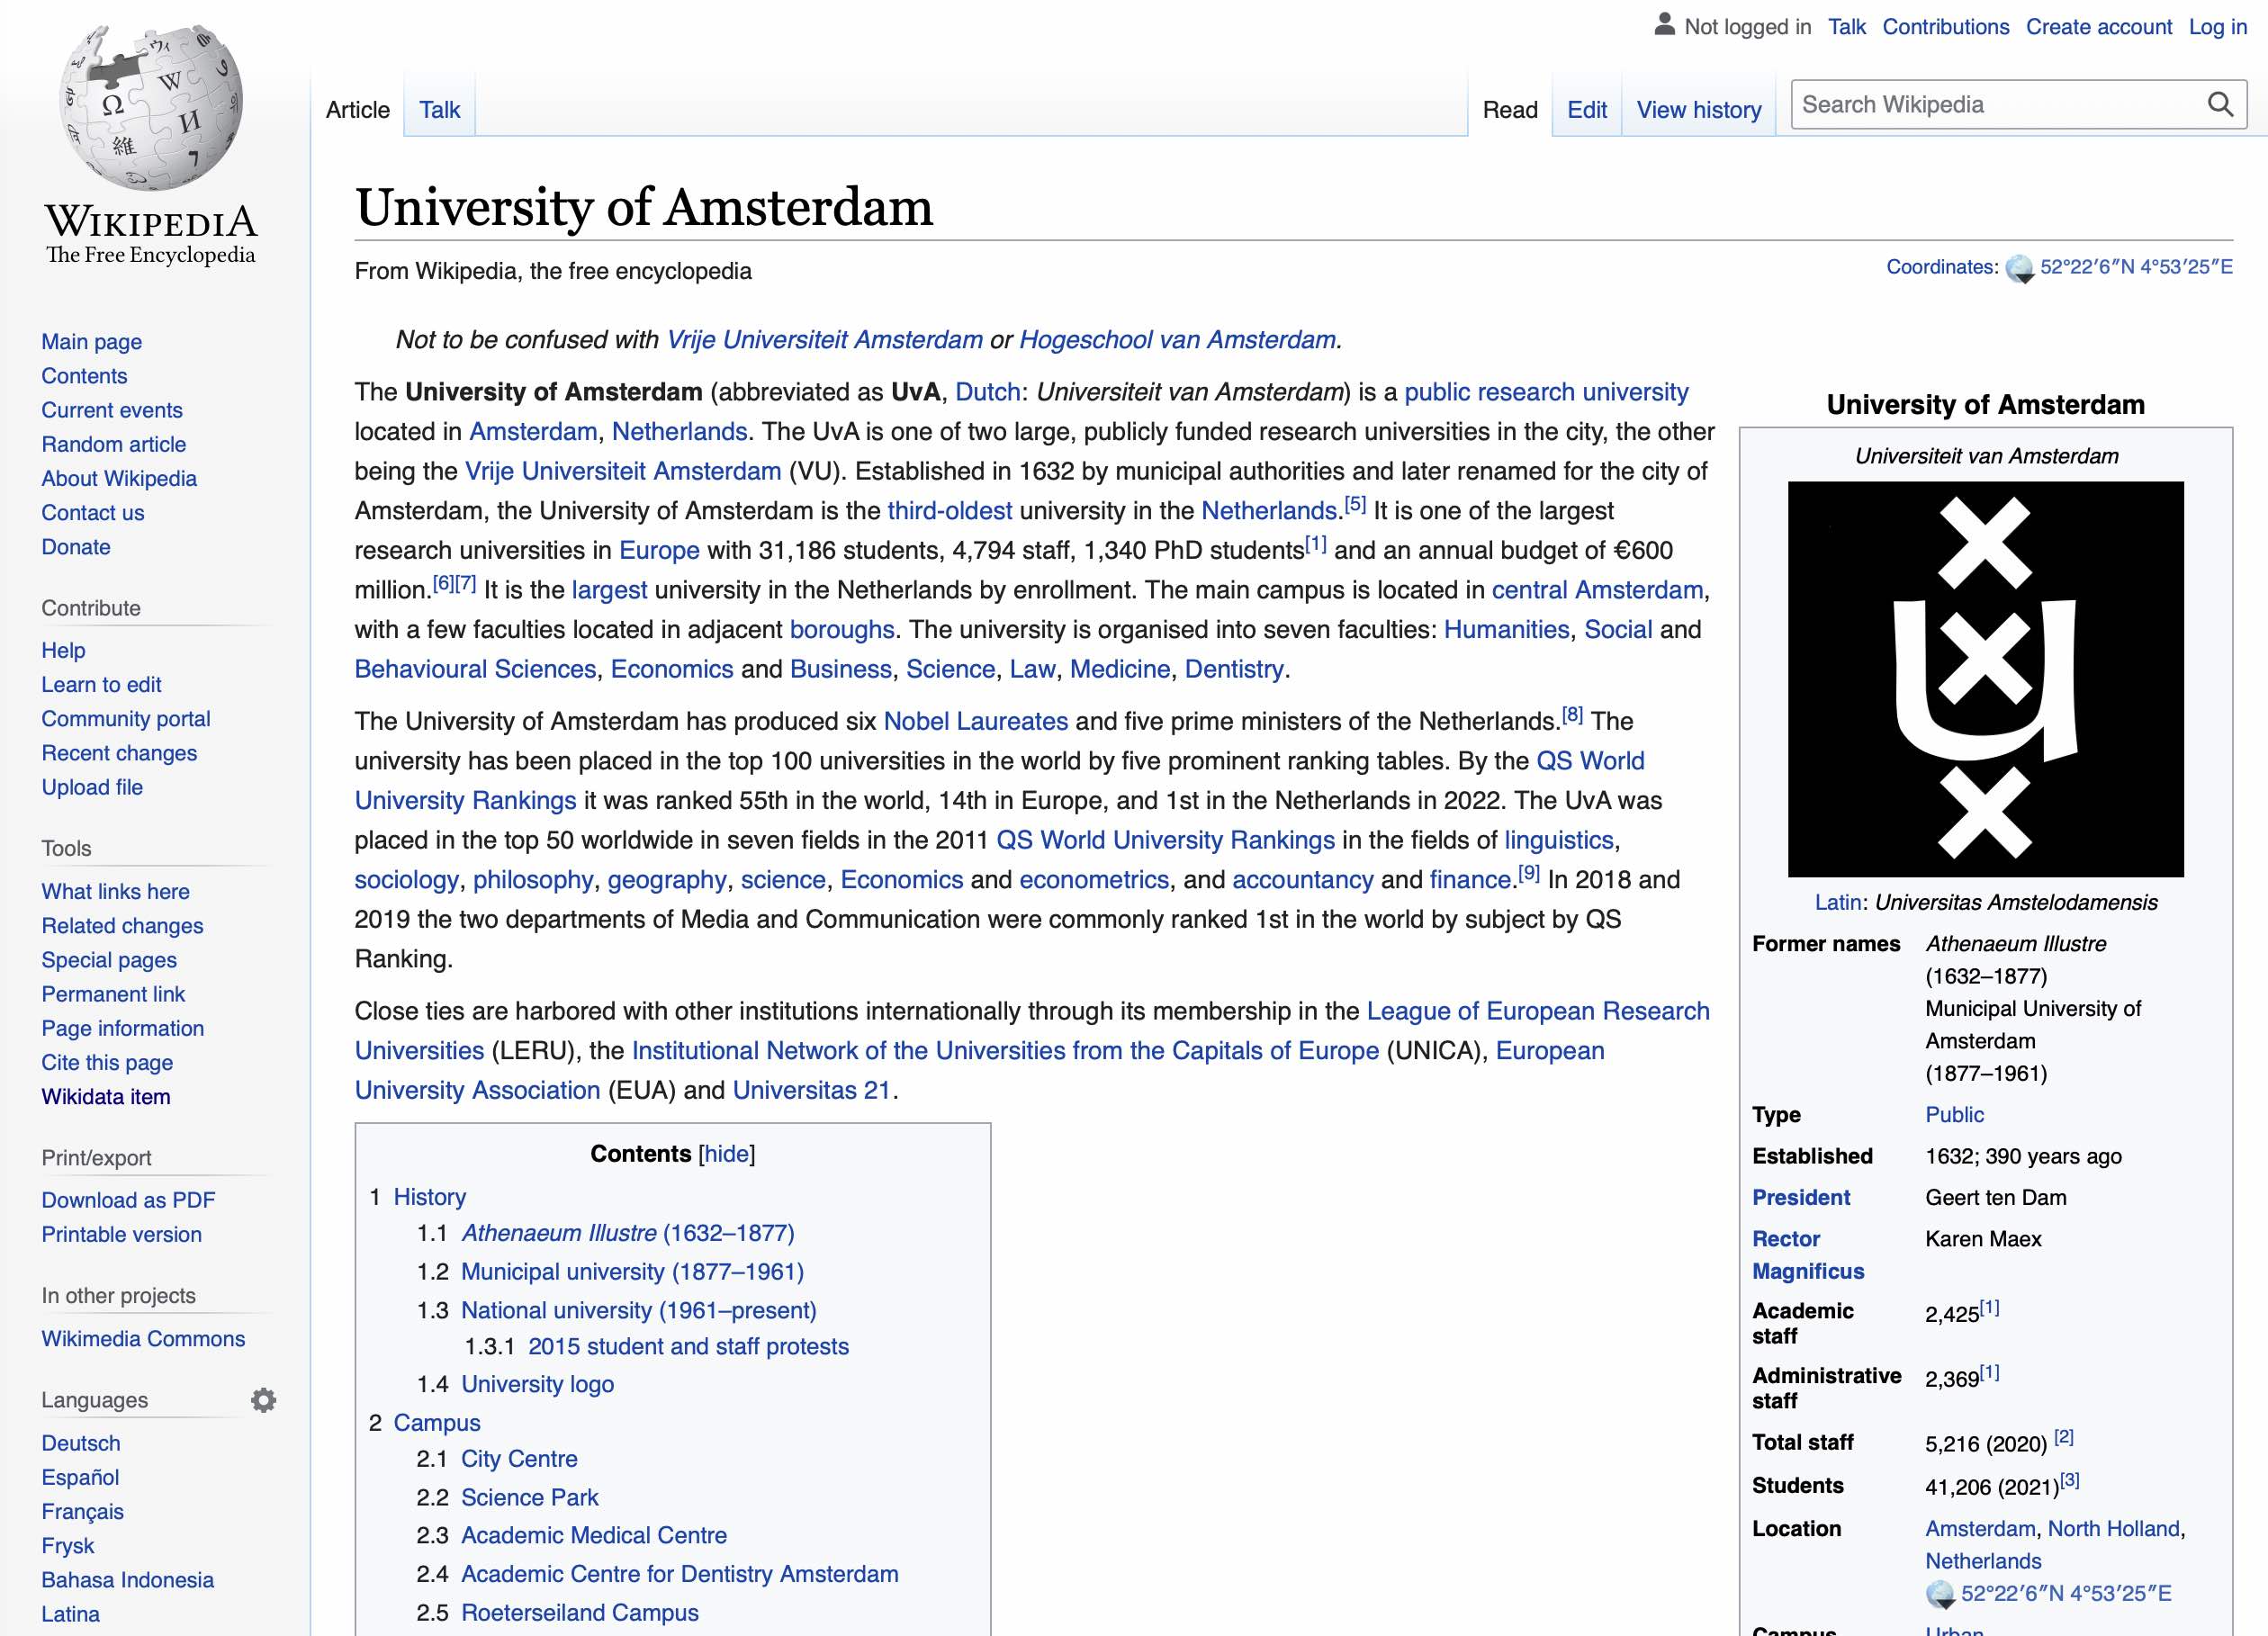 Not logged in Talk Contributions Create account Log in
Article Talk Read Edit View history Search Wikipedia
WIKIPEDIA
The Free Encyclopedia
Main page
Contents
Current events
Random article
About Wikipedia
Contact us
Donate
Contribute
Help
Learn to edit
Community portal
Recent changes
Upload file
Tools
What links here
Related changes
Special pages
Permanent link
Page information
Cite this page
Wikidata item
Print/export
Download as PDF
Printable version
In other projects
Wikimedia Commons
Languages
Deutsch
Español
Français
Frysk
Bahasa Indonesia
Latina
University of Amsterdam
From Wikipedia, the free encyclopedia
Coordinates: 52°22′6″N 4°53′25″E
Not to be confused with Vrije Universiteit Amsterdam or Hogeschool van Amsterdam.
The University of Amsterdam (abbreviated as UvA, Dutch: Universiteit van Amsterdam) is a public research university
located in Amsterdam, Netherlands. The UvA is one of two large, publicly funded research universities in the city, the other
being the Vrije Universiteit Amsterdam (VU). Established in 1632 by municipal authorities and later renamed for the city of
Amsterdam, the University of Amsterdam is the third-oldest university in the Netherlands.[5] It is one of the largest
research universities in Europe with 31,186 students, 4,794 staff, 1,340 PhD students[1] and an annual budget of €600
million.[6][7] It is the largest university in the Netherlands by enrollment. The main campus is located in central Amsterdam,
with a few faculties located in adjacent boroughs. The university is organised into seven faculties: Humanities, Social and
Behavioural Sciences, Economics and Business, Science, Law, Medicine, Dentistry.
The University of Amsterdam has produced six Nobel Laureates and five prime ministers of the Netherlands.[8] The
university has been placed in the top 100 universities in the world by five prominent ranking tables. By the QS World
University Rankings it was ranked 55th in the world, 14th in Europe, and 1st in the Netherlands in 2022. The UvA was
placed in the top 50 worldwide in seven fields in the 2011 QS World University Rankings in the fields of linguistics,
sociology, philosophy, geography, science, Economics and econometrics, and accountancy and finance.[9] In 2018 and
2019 the two departments of Media and Communication were commonly ranked 1st in the world by subject by QS
Ranking.
Close ties are harbored with other institutions internationally through its membership in the League of European Research
Universities (LERU), the Institutional Network of the Universities from the Capitals of Europe (UNICA), European
University Association (EUA) and Universitas 21.
Contents [hide]
1 History
1.1 Athenaeum Illustre (1632–1877)
1.2 Municipal university (1877–1961)
1.3 National university (1961–present)
1.3.1 2015 student and staff protests
1.4 University logo
2 Campus
2.1 City Centre
2.2 Science Park
2.3 Academic Medical Centre
2.4 Academic Centre for Dentistry Amsterdam
2.5 Roeterseiland Campus
University of Amsterdam
Universiteit van Amsterdam
Latin: Universitas Amstelodamensis
Former names Athenaeum Illustre
(1632–1877)
Municipal University of
Amsterdam
(1877–1961)
Type Public
Established 1632; 390 years ago
President Geert ten Dam
Rector Karen Maex
Magnificus
Academic 2,425[1]
staff
Administrative 2,369[1]
staff
Total staff 5,216 (2020) [2]
Students 41,206 (2021)[3]
Location Amsterdam, North Holland,
Netherlands
52°22′6″N 4°53′25″E
Campus Urban